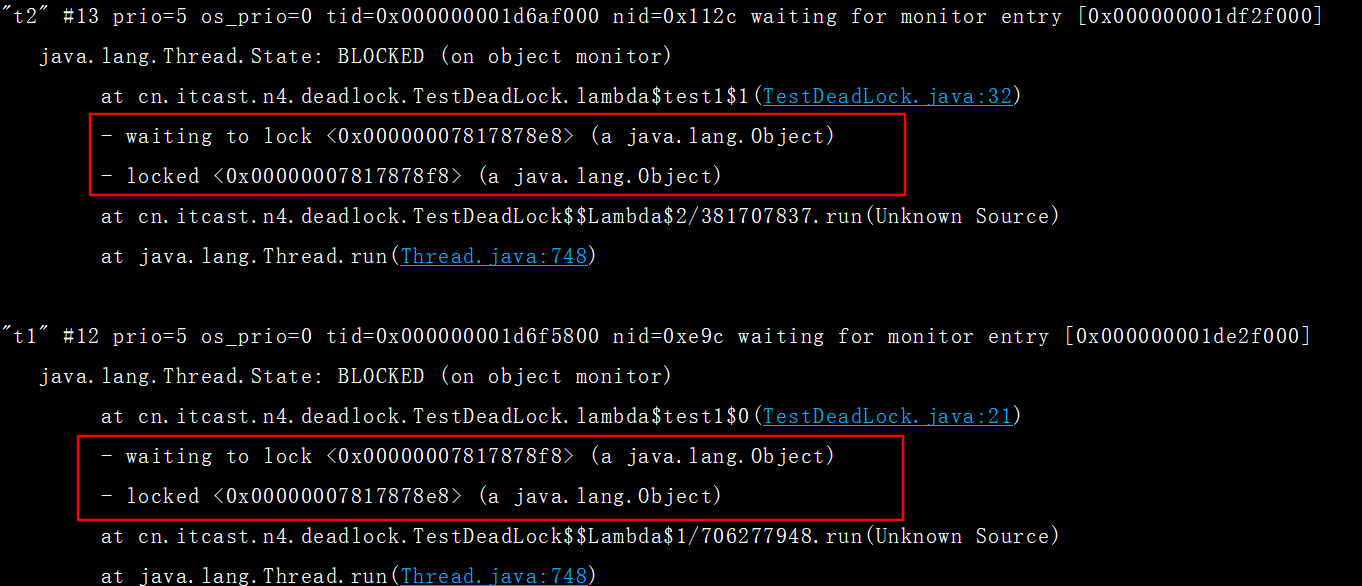 "t2" #13 prio=5 os_prio=0 tid=0x000000001d6af000 nid=0x112c waiting for monitor entry [0x000000001df2f000]
java.lang.Thread.State: BLOCKED (on object monitor)
at cn.itcast.n4.deadlock.TestDeadLock.lambda$test1$1(TestDeadLock.java:32)
- waiting to lock <0x00000007817878e8> (a java.lang.Object)
- locked <0x00000007817878f8> (a java.lang.Object)
at cn.itcast.n4.deadlock.TestDeadLock$$Lambda$2/381707837.run(Unknown Source)
at java.lang.Thread.run(Thread.java:748)
"t1" #12 prio=5 os_prio=0 tid=0x000000001d6f5800 nid=0xe9c waiting for monitor entry [0x000000001de2f000]
java.lang.Thread.State: BLOCKED (on object monitor)
at cn.itcast.n4.deadlock.TestDeadLock.lambda$test1$0(TestDeadLock.java:21)
- waiting to lock <0x00000007817878f8> (a java.lang.Object)
- locked <0x00000007817878e8> (a java.lang.Object)
at cn.itcast.n4.deadlock.TestDeadLock$$Lambda$1/706277948.run(Unknown Source)
at java.lang.Thread.run(Thread.java:748)